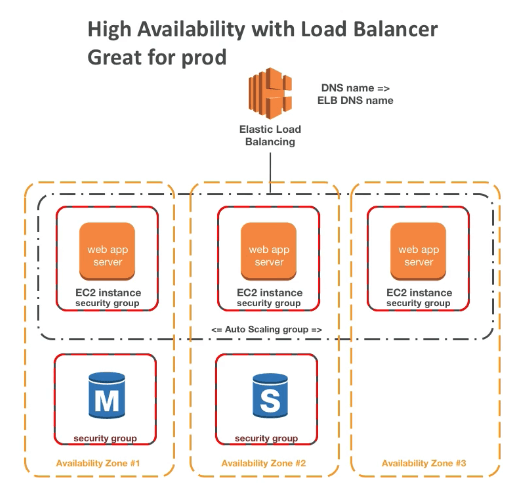 High Availability with Load Balancer
Great for prod
DNS name =>
ELB DNS name
Elastic Load
Balancing
web app
server
EC2 instance
security group
web app
server
EC2 instance
security group
web app
server
EC2 instance
security group
<= Auto Scaling group =>
M
security group
S
security group
Availability Zone #1
Availability Zone #2
Availability Zone #3